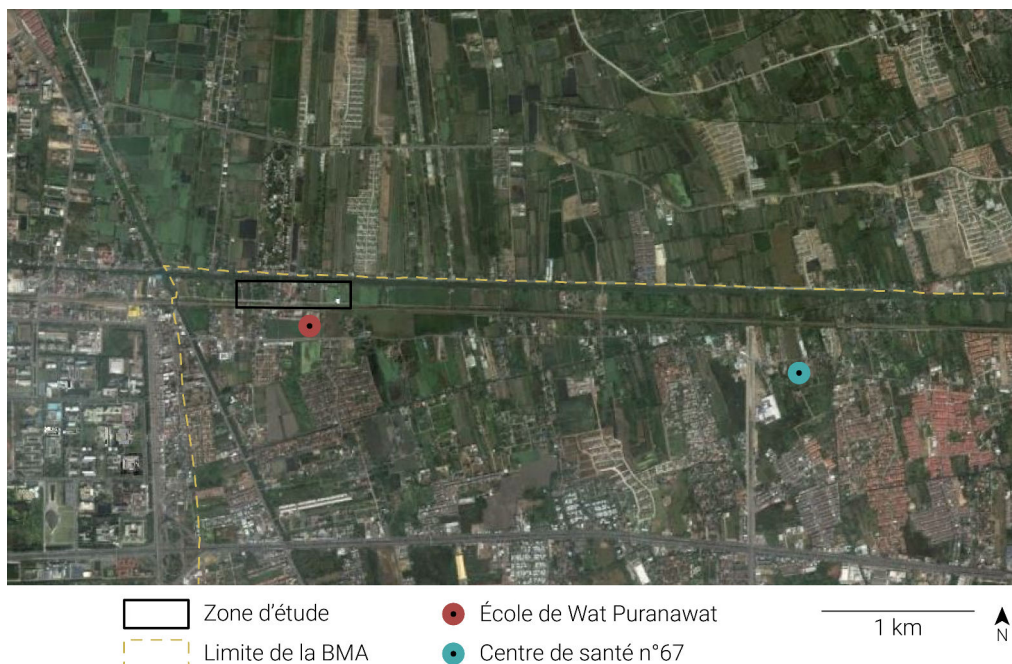 Zone d’étude
Limite de la BMA
École de Wat Puranawat
Centre de santé n°67
1 km
N